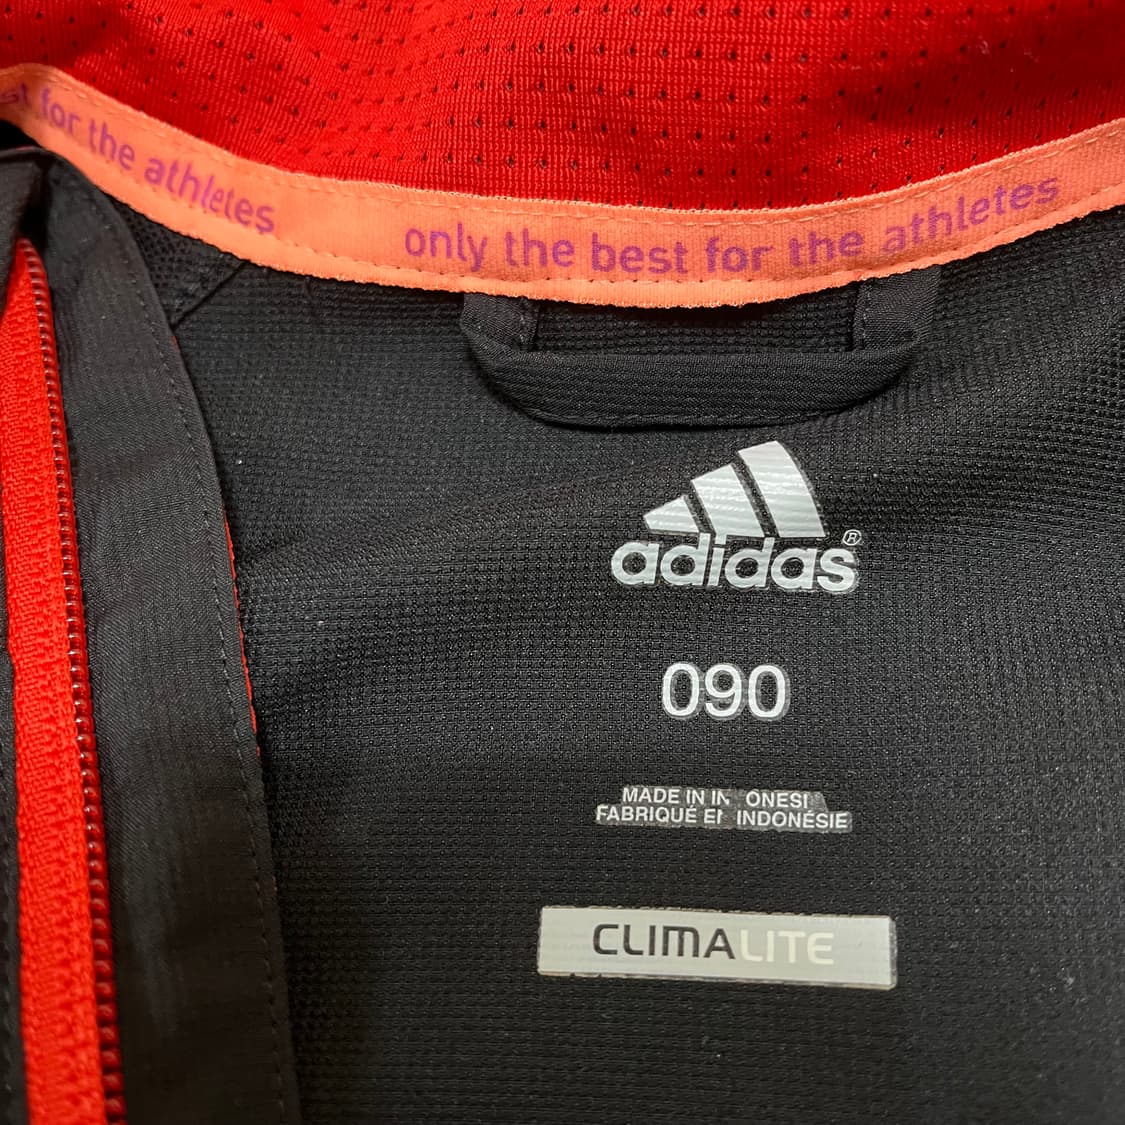 for the athletes
only the best for the athletes
adidas®
090
MADE IN IN ONESI
FABRIQUÉ EN INDONÉSIE
CLIMALITE